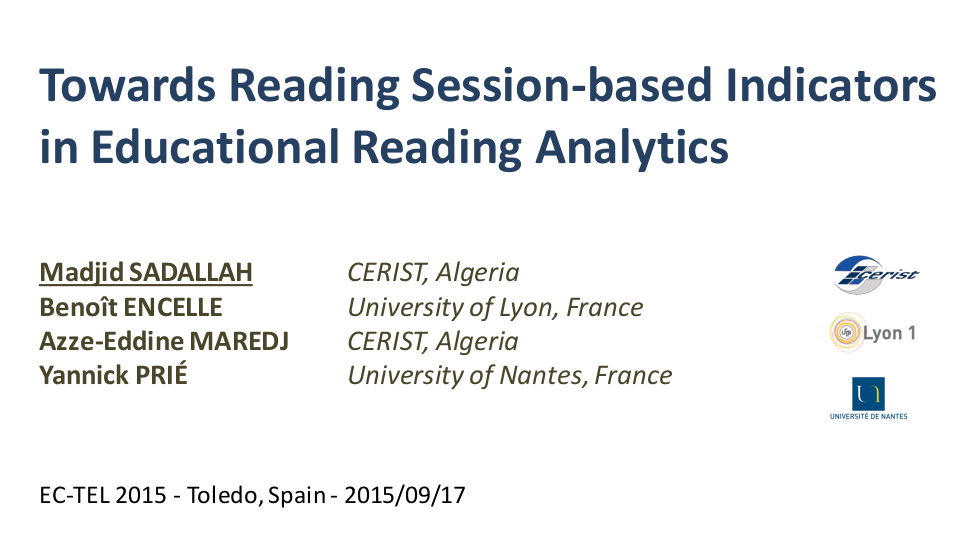 Towards Reading Session-based Indicators
in Educational Reading Analytics
Madjid SADALLAH CERIST, Algeria
Benoît ENCELLE University of Lyon, France
Azze-Eddine MAREDJ CERIST, Algeria
Yannick PRIÉ University of Nantes, France
cerist
Lyon 1
UNIVERSITÉ DE NANTES
EC-TEL 2015 - Toledo, Spain - 2015/09/17